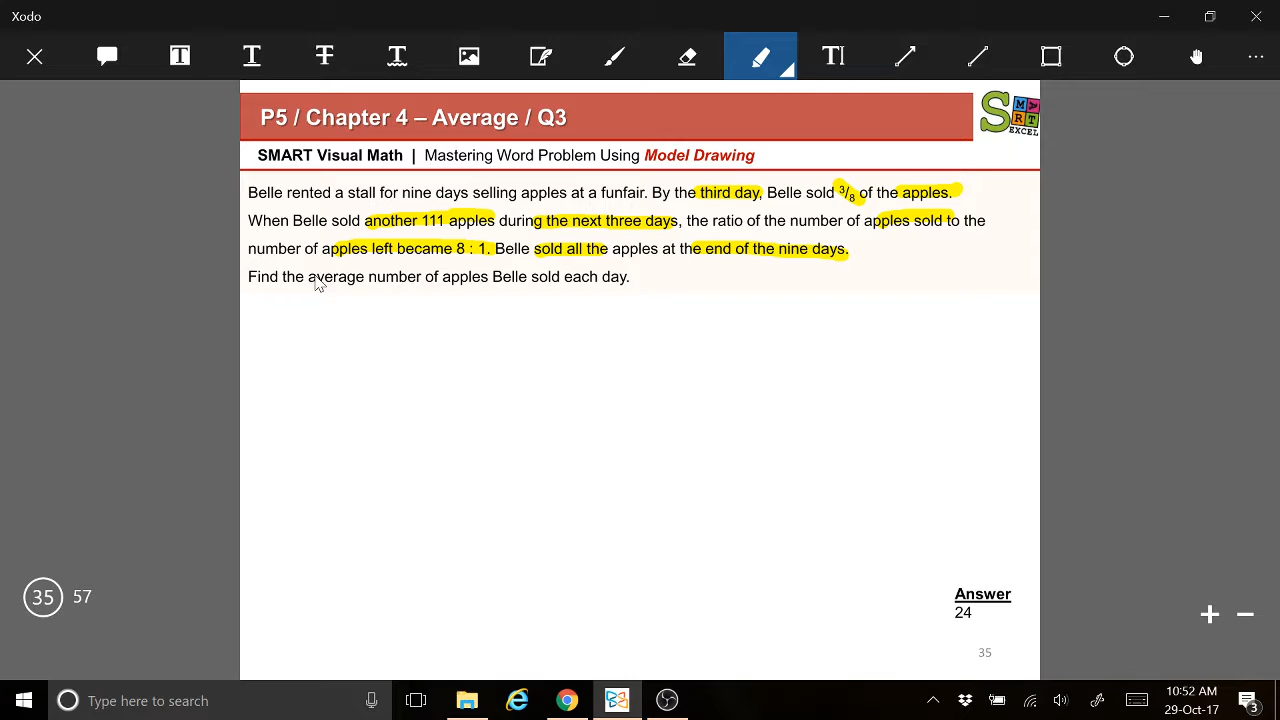 Xodo
P5 / Chapter 4 – Average / Q3
S MART EXCEL
SMART Visual Math | Mastering Word Problem Using Model Drawing
Belle rented a stall for nine days selling apples at a funfair. By the third day, Belle sold 3/8 of the apples.
When Belle sold another 111 apples during the next three days, the ratio of the number of apples sold to the
number of apples left became 8 : 1. Belle sold all the apples at the end of the nine days.
Find the average number of apples Belle sold each day.
35 57
Answer
24
35
Type here to search
10:52 AM
29-Oct-17
3